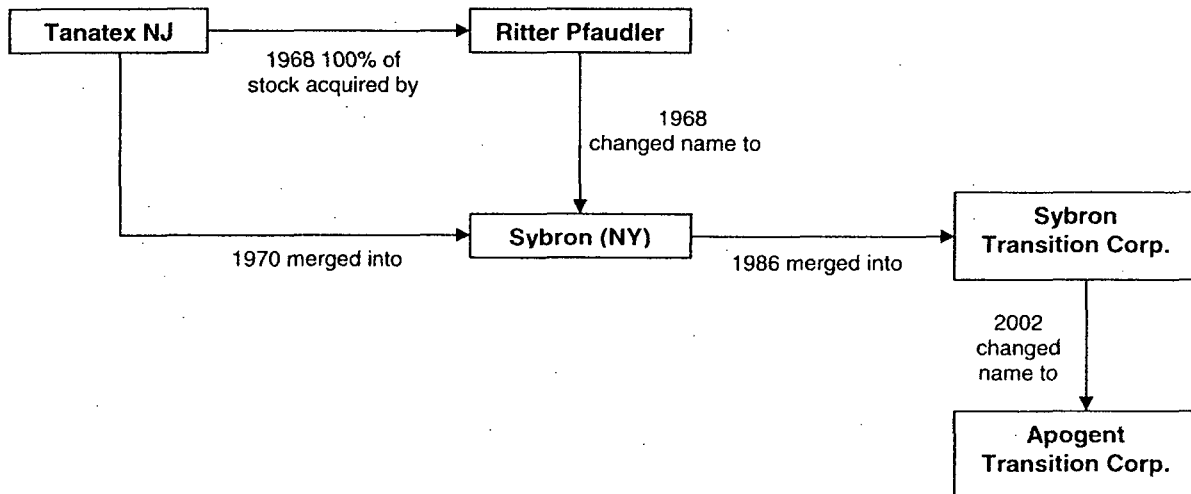 Tanatex NJ
Ritter Pfaudler
1968 100% of
stock acquired by
1968
changed name to
Sybron (NY)
1970 merged into
1986 merged into
Sybron
Transition Corp.
2002
changed
name to
Apogent
Transition Corp.